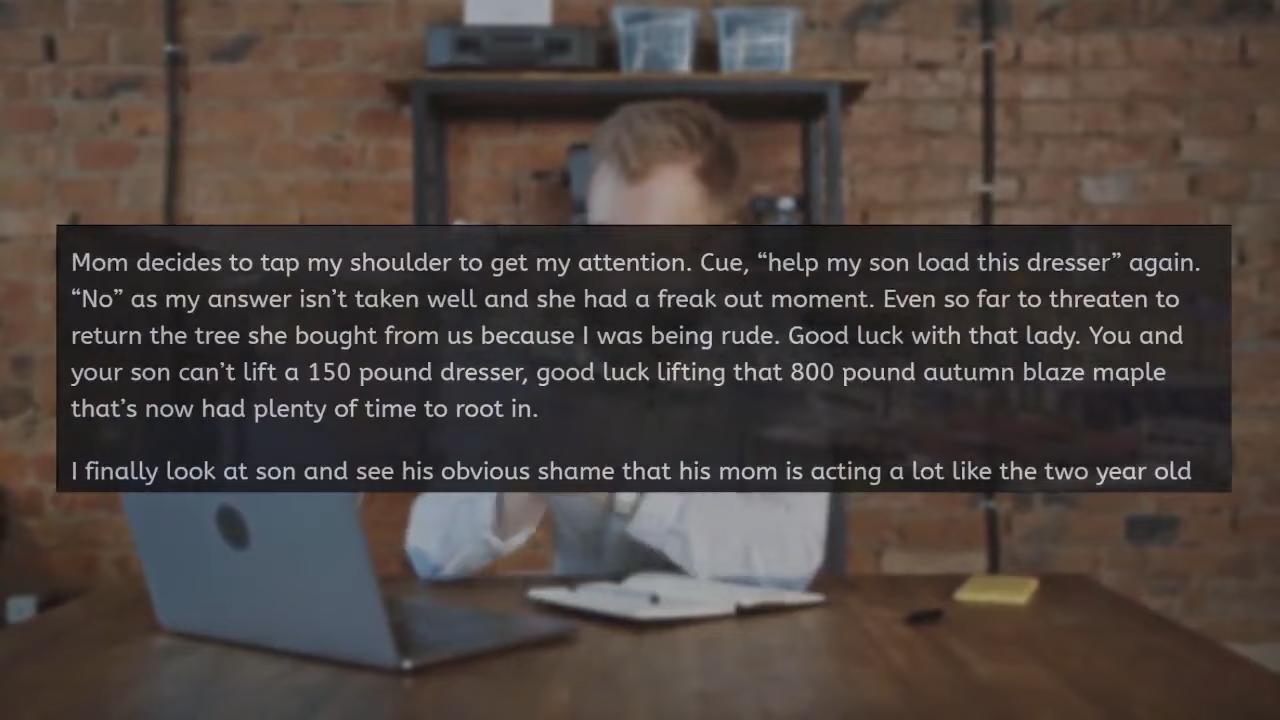 Mom decides to tap my shoulder to get my attention. Cue, “help my son load this dresser” again.
“No” as my answer isn’t taken well and she had a freak out moment. Even so far to threaten to
return the tree she bought from us because I was being rude. Good luck with that lady. You and
your son can’t lift a 150 pound dresser, good luck lifting that 800 pound autumn blaze maple
that’s now had plenty of time to root in.
I finally look at son and see his obvious shame that his mom is acting a lot like the two year old